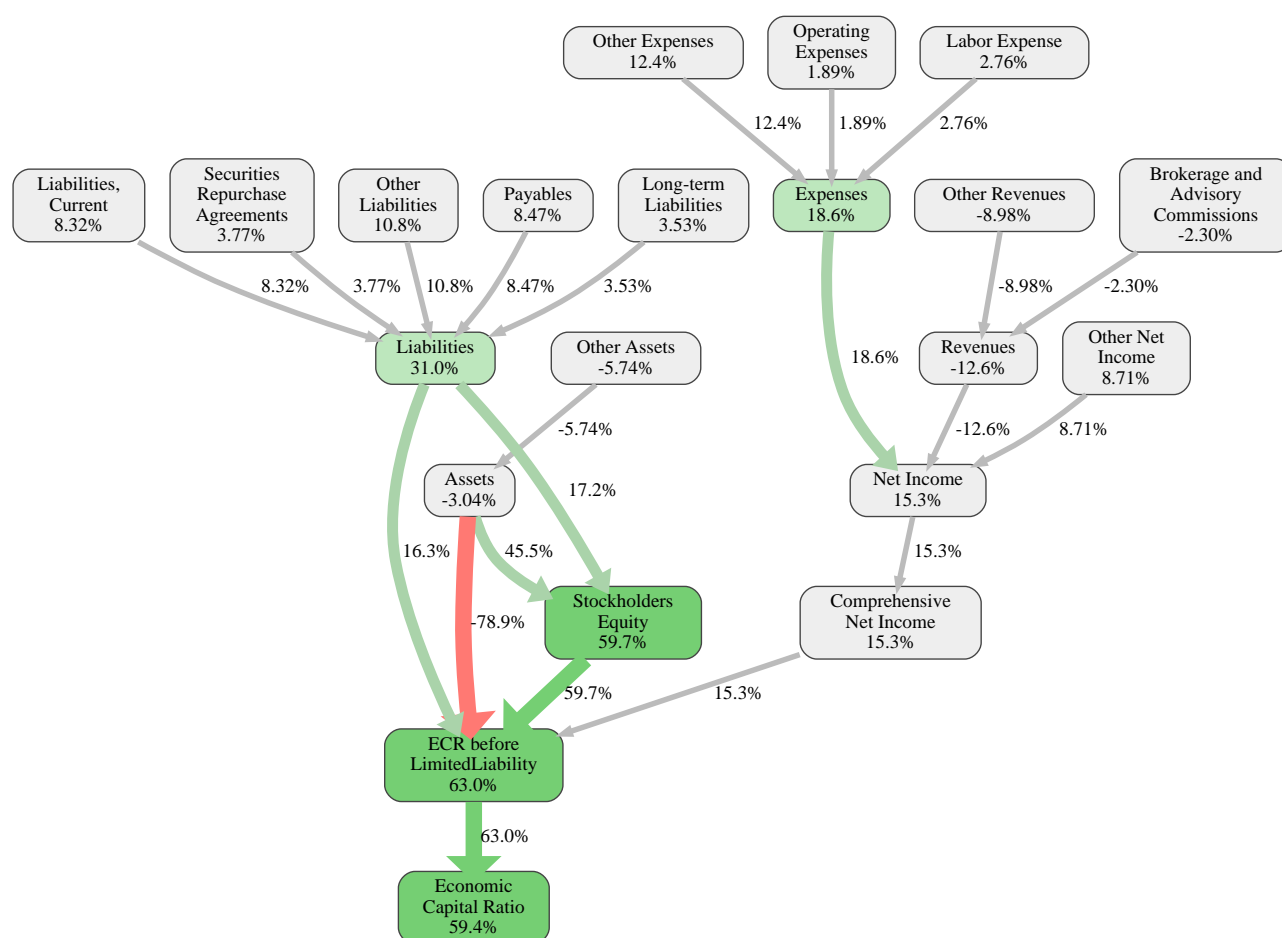 Other Expenses
12.4%
Operating
Expenses
1.89%
Labor Expense
2.76%
12.4%
1.89%
2.76%
Liabilities,
Current
8.32%
Securities
Repurchase
Agreements
3.77%
Other
Liabilities
10.8%
Payables
8.47%
Long-term
Liabilities
3.53%
Expenses
18.6%
Other Revenues
-8.98%
Brokerage and
Advisory
Commissions
-2.30%
8.32%
3.77%
10.8%
8.47%
3.53%
-8.98%
-2.30%
Liabilities
31.0%
Other Assets
-5.74%
18.6%
Revenues
-12.6%
Other Net
Income
8.71%
-5.74%
-12.6%
8.71%
Assets
-3.04%
17.2%
Net Income
15.3%
16.3%
45.5%
15.3%
-78.9%
Stockholders
Equity
59.7%
Comprehensive
Net Income
15.3%
59.7%
15.3%
ECR before
LimitedLiability
63.0%
63.0%
Economic
Capital Ratio
59.4%